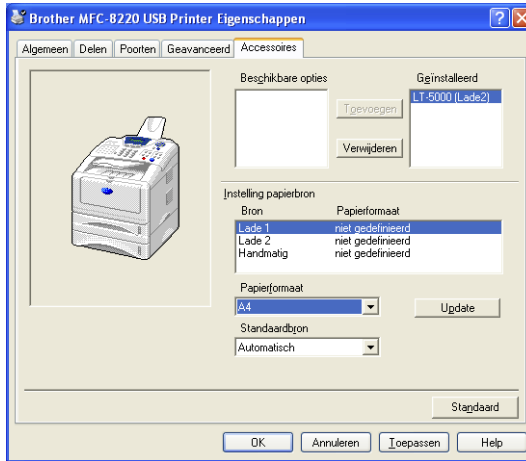 Brother MFC-8220 USB Printer Eigenschappen
Algemeen Delen Poorten Geavanceerd Accessoires
Beschikbare opties
Geïnstalleerd
Toevoegen
LT-5000 (Lade2)
Verwijderen
Instelling papierbron
Bron Papierformaat
Lade 1 niet gedefinieerd
Lade 2 niet gedefinieerd
Handmatig niet gedefinieerd
Papierformaat
A4
Update
Standaardbron
Automatisch
Standaard
OK Annuleren Toepassen Help